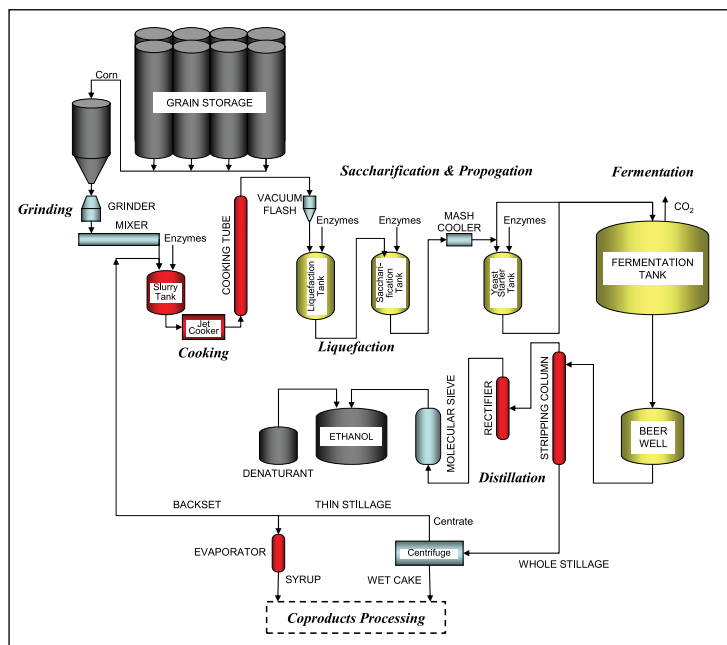 Corn
GRAIN STORAGE
Saccharification & Propogation
Fermentation
Grinding
GRINDER
MIXER
Enzymes
COOKING TUBE
VACUUM
FLASH
Enzymes
Enzymes
MASH
COOLER
Enzymes
CO2
Slurry
Tank
Jet
Cooker
Cooking
Liquefaction
Tank
Sacchari-
fication
Tank
Yeast
Starter
Tank
FERMENTATION
TANK
Liquefaction
DENATURANT
ETHANOL
MOLECULAR SIEVE
RECTIFIER
STRIPPING COLUMN
BEER
WELL
Distillation
BACKSET
THIN STILLAGE
Centrate
EVAPORATOR
Centrifuge
WHOLE STILLAGE
SYRUP
WET CAKE
Coproducts Processing